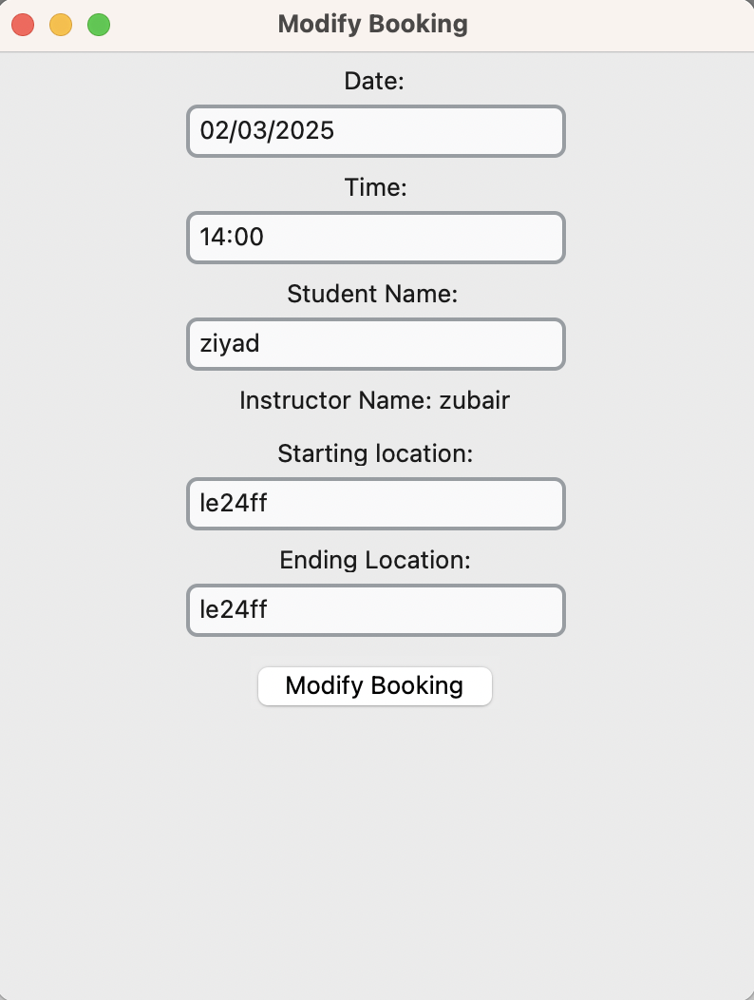 Modify Booking
Date:
02/03/2025
Time:
14:00
Student Name:
ziyad
Instructor Name: zubair
Starting location:
le24ff
Ending Location:
le24ff
Modify Booking